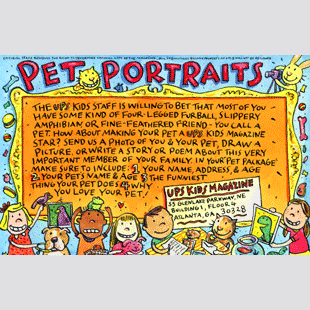 PET PORTRAITS
THE UPS KIDS STAFF IS WILLING TO BET THAT MOST OF YOU
HAVE SOME KIND OF FOUR-LEGGED FURBALL, SLIPPERY
AMPHIBIAN OR FINE-FEATHERED FRIEND-YOU CALL A
PET. HOW ABOUT MAKING YOUR PET A UPS KIDS MAGAZINE
STAR? SEND US A PHOTO OF YOU & YOUR PET, DRAW A
PICTURE, OR WRITE A STORY OR POEM ABOUT THIS VERY
IMPORTANT MEMBER OF YOUR FAMILY. IN YOUR PET PACKAGE
MAKE SURE TO INCLUDE: 1 YOUR NAME, ADDRESS, & AGE
2 YOUR PETS NAME & AGE 3 THE FUNNIEST
THING YOUR PET DOES 4 WHY
YOU LOVE YOUR PET!
UPS KIDS MAGAZINE
55 GLENLAKE PARKWAY, NE
BUILDING 1, FLOOR 4
ATLANTA, GA
30328